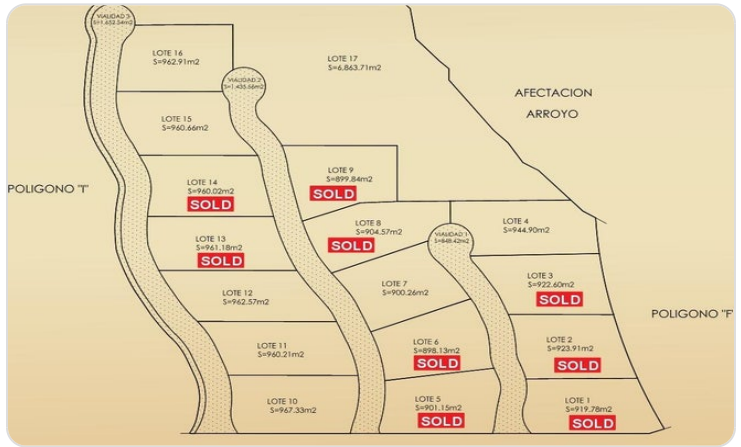 VIALIDAD 3
S=1,652.54m2
LOTE 16
S=962.91m2
LOTE 17
S=6,863.71m2
VIALIDAD 2
S=1,435.56m2
AFECTACION
ARROYO
LOTE 15
S=960.66m2
POLIGONO "I"
LOTE 14
S=960.02m2
SOLD
LOTE 9
S=899.84m2
SOLD
LOTE 8
S=904.57m2
SOLD
LOTE 4
S=944.90m2
VIALIDAD 1
S=848.42m2
LOTE 13
S=961.18m2
SOLD
LOTE 3
S=922.60m2
SOLD
LOTE 7
S=900.26m2
LOTE 12
S=962.57m2
POLIGONO "F"
LOTE 11
S=960.21m2
LOTE 6
S=898.13m2
SOLD
LOTE 2
S=923.91m2
SOLD
LOTE 10
S=967.33m2
LOTE 5
S=901.15m2
SOLD
LOTE 1
S=919.78m2
SOLD